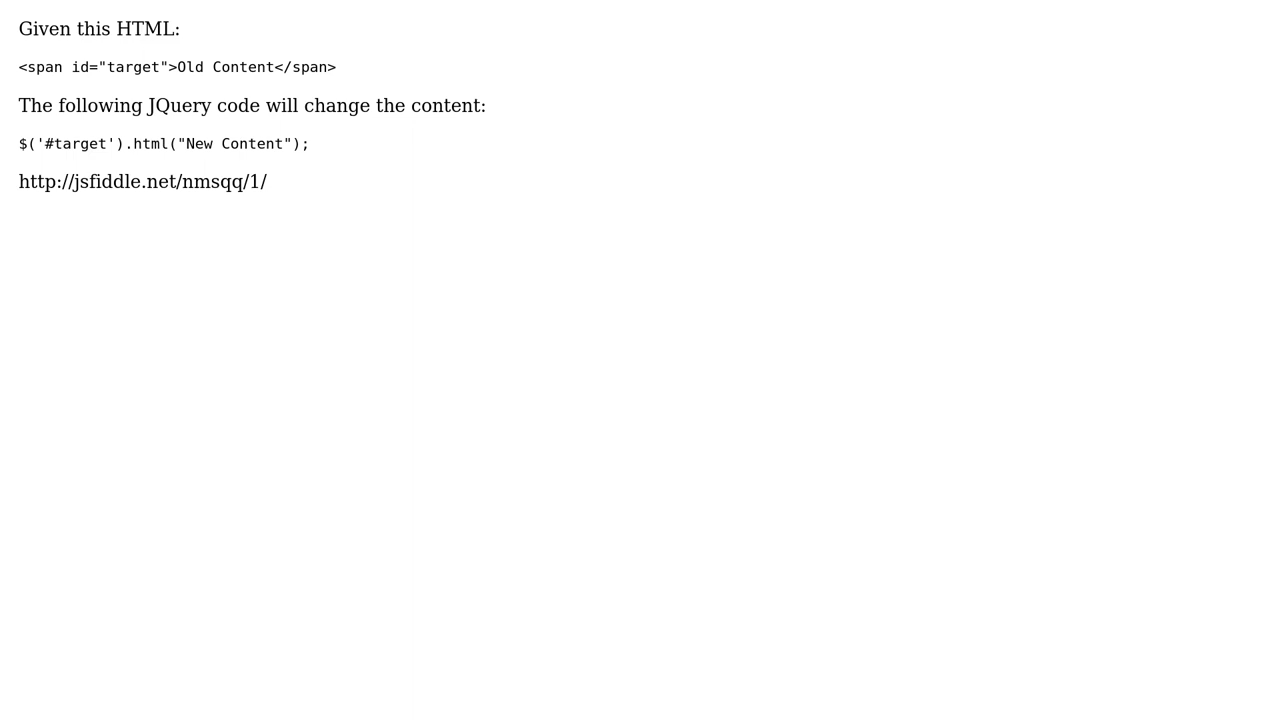 Given this HTML:
<span id="target">Old Content</span>
The following JQuery code will change the content:
$('#target').html("New Content");
http://jsfiddle.net/nmsqq/1/